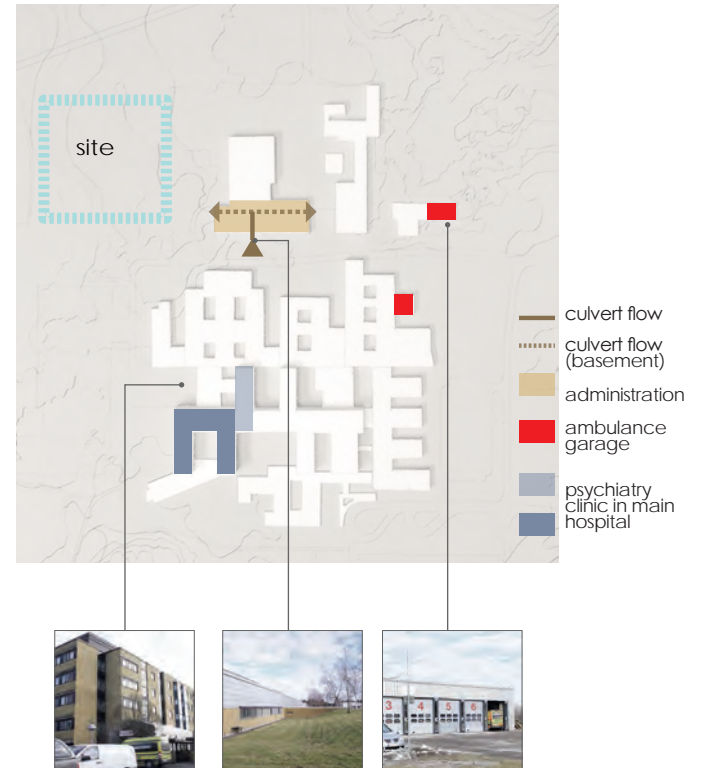 site
culvert flow
culvert flow
(basement)
administration
ambulance
garage
psychiatry
clinic in main
hospital
3
4
5
6